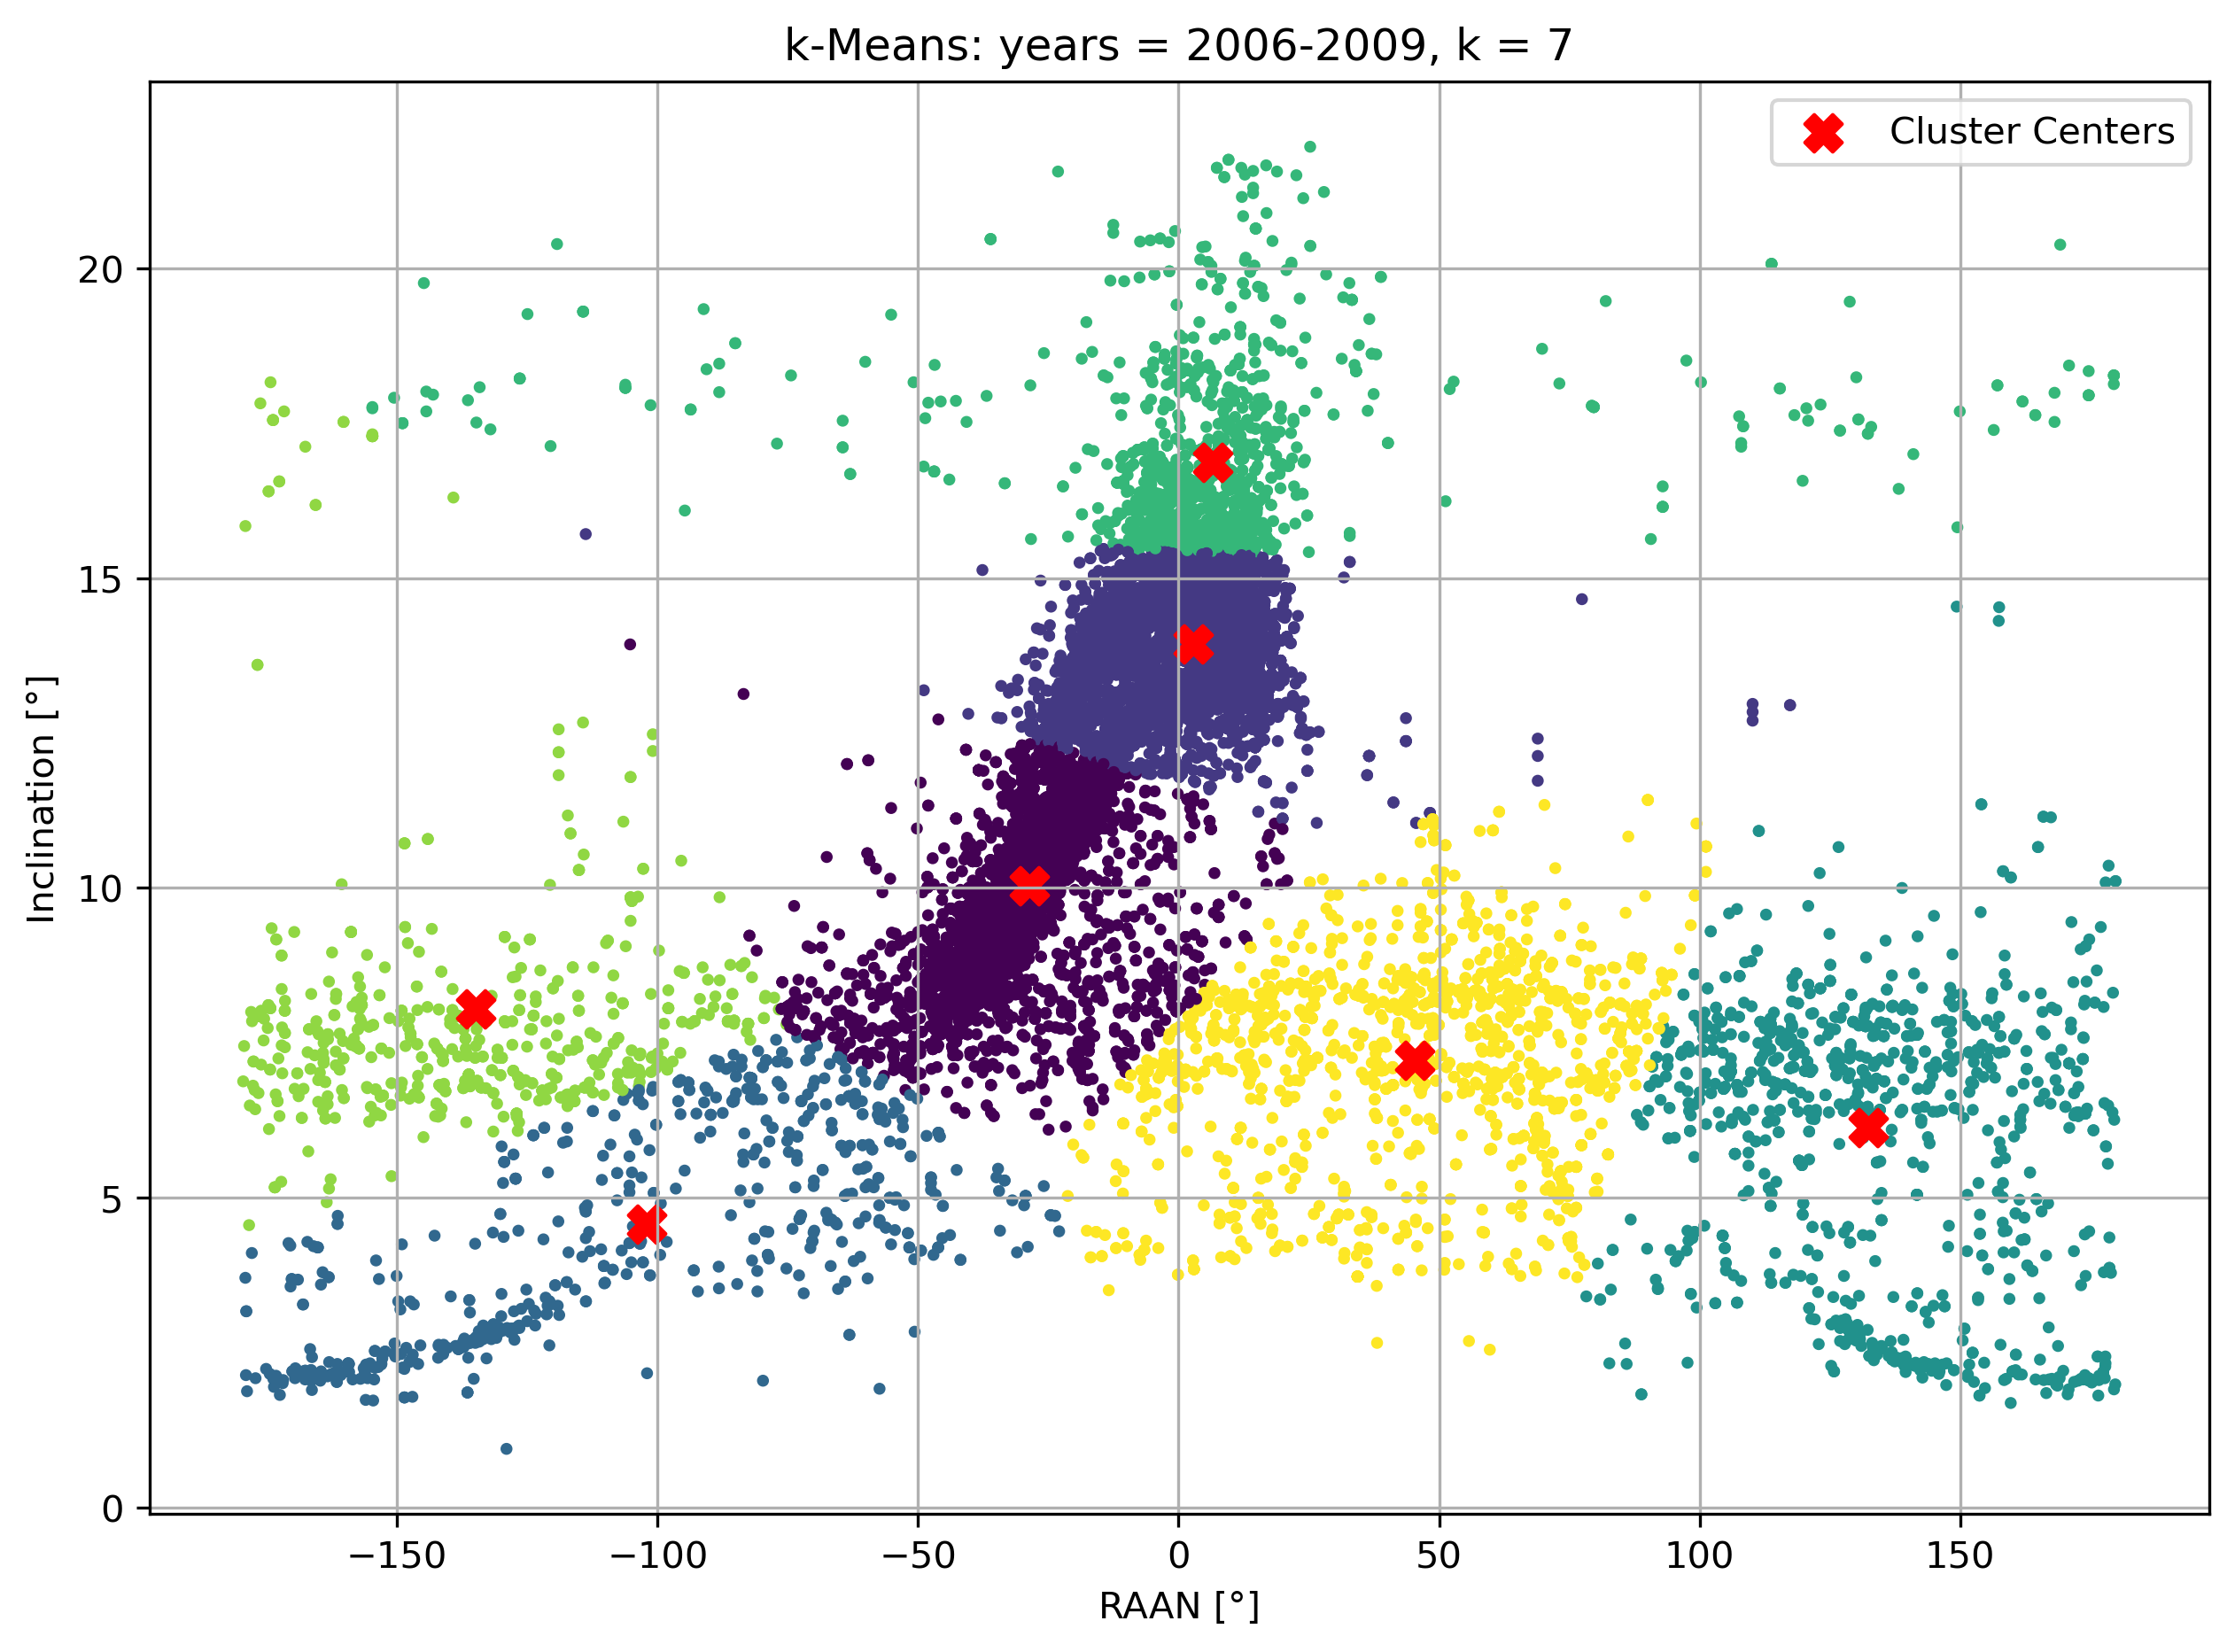 k-Means: years = 2006-2009, k = 7
Cluster Centers
20
15
10
5
0
Inclination [°]
−150 −100 −50 0 50 100 150
RAAN [°]